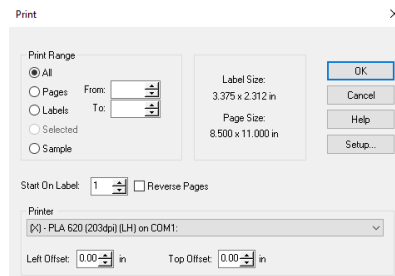 Print
Print Range
All
Pages From:
Labels To:
Selected
Sample
Label Size:
3.375 x 2.312 in
Page Size:
8.500 x 11.000 in
OK
Cancel
Help
Setup...
Start On Label: 1 Reverse Pages
Printer
(X) - PLA 620 (203dpi) (LH) on COM1:
Left Offset: 0.00 in Top Offset: 0.00 in